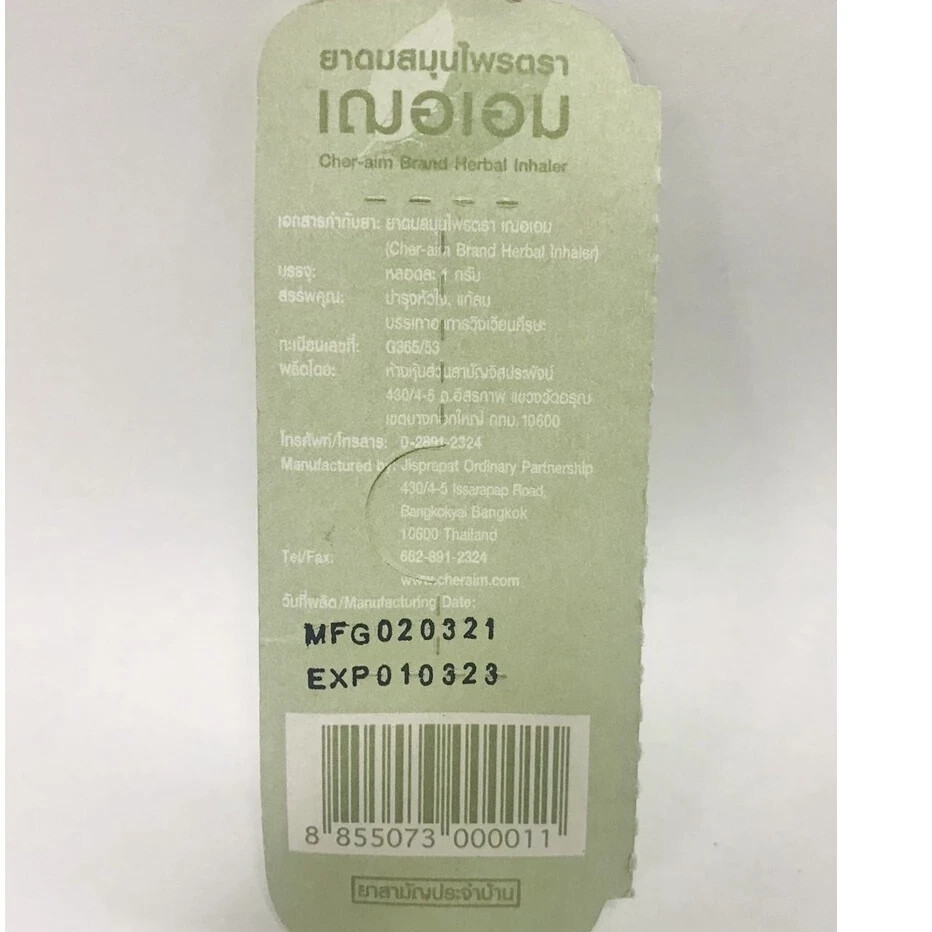 ยาดมสมุนไพรตรา
เฌอเอม
Cher-aim Brand Herbal Inhaler
เอกสารกำกับยา: ยาดมสมุนไพรตรา เฌอเอม
(Cher-aim Brand Herbal Inhaler)
บรรจุ: หลอดละ 1 กรัม
สรรพคุณ: บำรุงหัวใจ, แก้ลม
บรรเทาอาการวิงเวียนศีรษะ
ทะเบียนเลขที่: G365/53
ผลิตโดย: ห้างหุ้นส่วนสามัญจิสประพัจน์
430/4-5 ถ.อิสรภาพ แขวงวัดอรุณ
เขตบางกอกใหญ่ กทม. 10600
โทรศัพท์/โทรสาร: 0-2891-2324
Manufactured by: Jisprapat Ordinary Partnership
430/4-5 Issarapap Road,
Bangkokyai Bangkok
10600 Thailand
Tel/Fax: 662-891-2324
www.cheraim.com
วันที่ผลิต/Manufacturing Date:
MFG020321
EXP010323
8 855073 000011
ยาสามัญประจำบ้าน